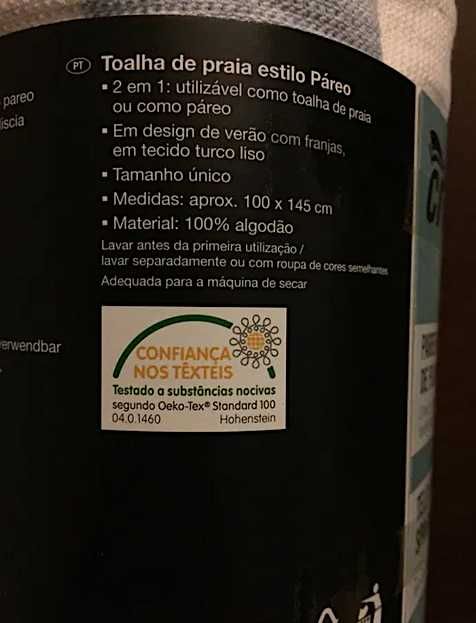 PT Toalha de praia estilo Páreo
▪ 2 em 1: utilizável como toalha de praia
ou como páreo
▪ Em design de verão com franjas,
em tecido turco liso
▪ Tamanho único
▪ Medidas: aprox. 100 x 145 cm
▪ Material: 100% algodão
Lavar antes da primeira utilização /
lavar separadamente ou com roupa de cores semelhantes
Adequada para a máquina de secar
pareo
liscia
verwendbar
CONFIANÇA
NOS TÊXTEIS
Testado a substâncias nocivas
segundo Oeko-Tex® Standard 100
04.0.1460 Hohenstein